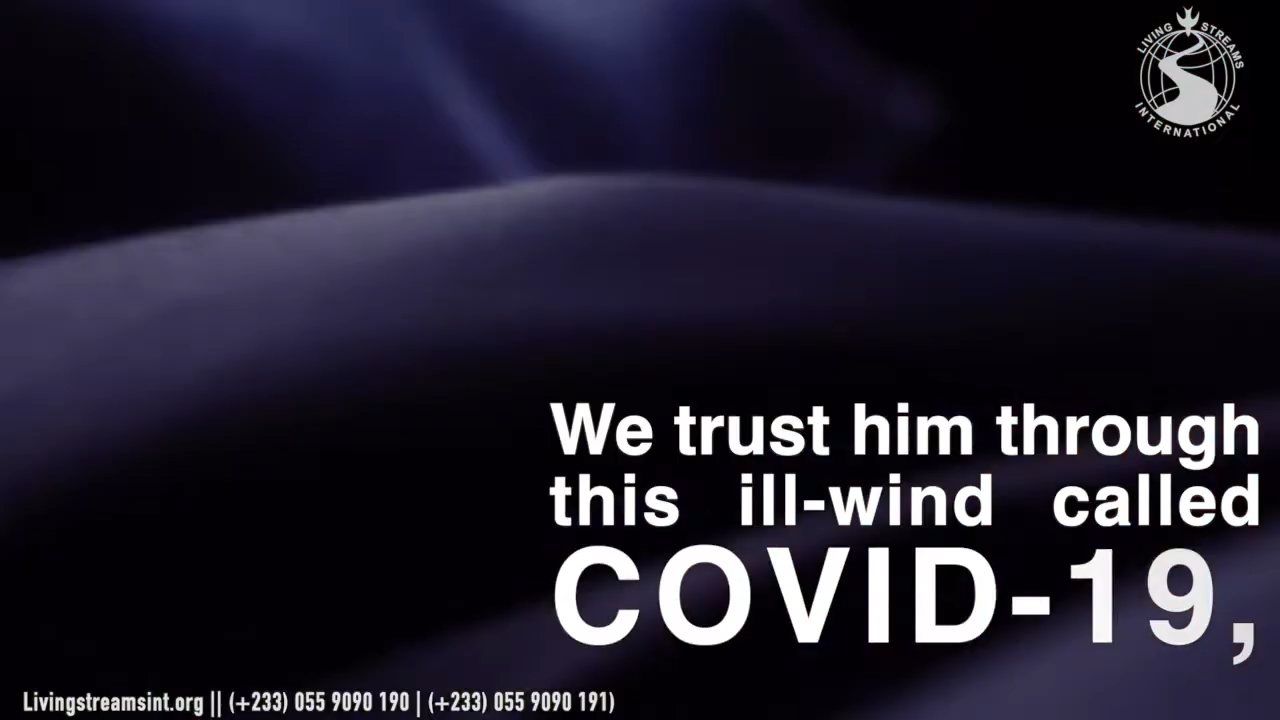 LIVING STREAMS
INTERNATIONAL
We trust him through
this ill-wind called
COVID-19,
Livingstreamsint.org || (+233) 055 9090 190 | (+233) 055 9090 191)